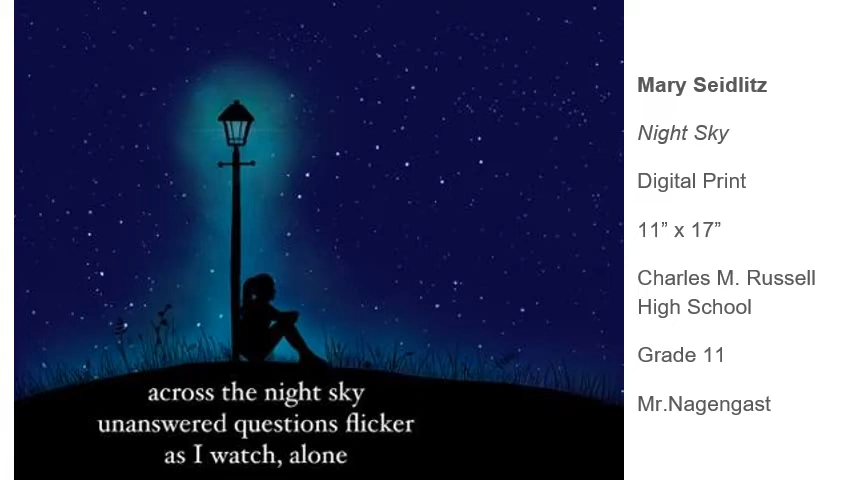 across the night sky
unanswered questions flicker
as I watch, alone
Mary Seidlitz
Night Sky
Digital Print
11” x 17”
Charles M. Russell
High School
Grade 11
Mr.Nagengast